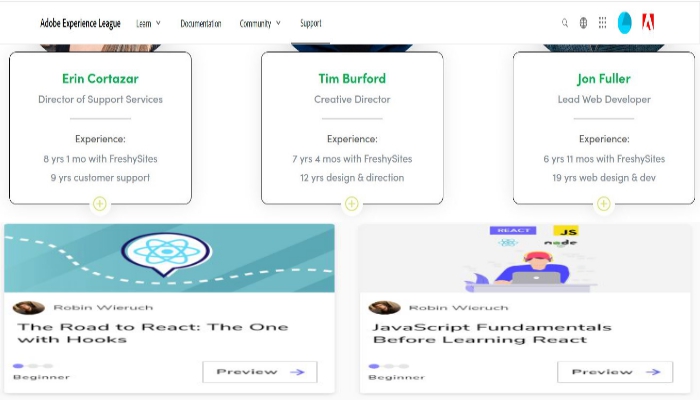 Adobe Experience League
Learn
Documentation
Community
Support
Erin Cortazar
Director of Support Services
Experience:
8 yrs 1 mo with FreshySites
9 yrs customer support
Tim Burford
Creative Director
Experience:
7 yrs 4 mos with FreshySites
12 yrs design & direction
Jon Fuller
Lead Web Developer
Experience:
6 yrs 11 mos with FreshySites
19 yrs web design & dev
Robin Wieruch
The Road to React: The One
with Hooks
Beginner
Preview
REACT
JS
node
Robin Wieruch
JavaScript Fundamentals
Before Learning React
Beginner
Preview